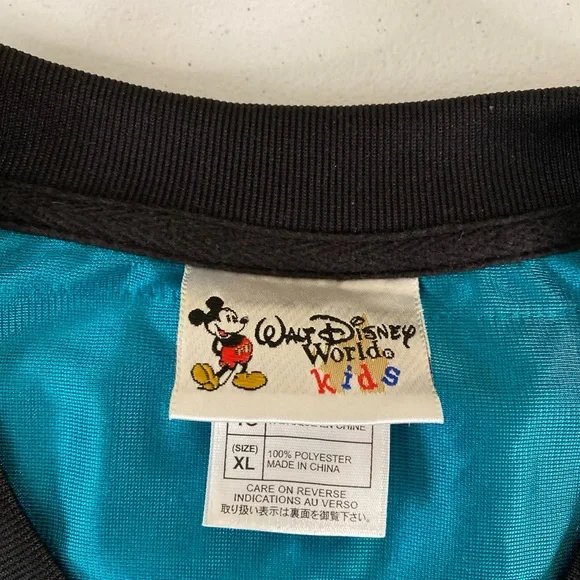 Walt Disney
World®
kids
(SIZE)
XL
100% POLYESTER
MADE IN CHINA
CARE ON REVERSE
INDICATIONS AU VERSO
取り扱い表示は裏面を御覧下さい